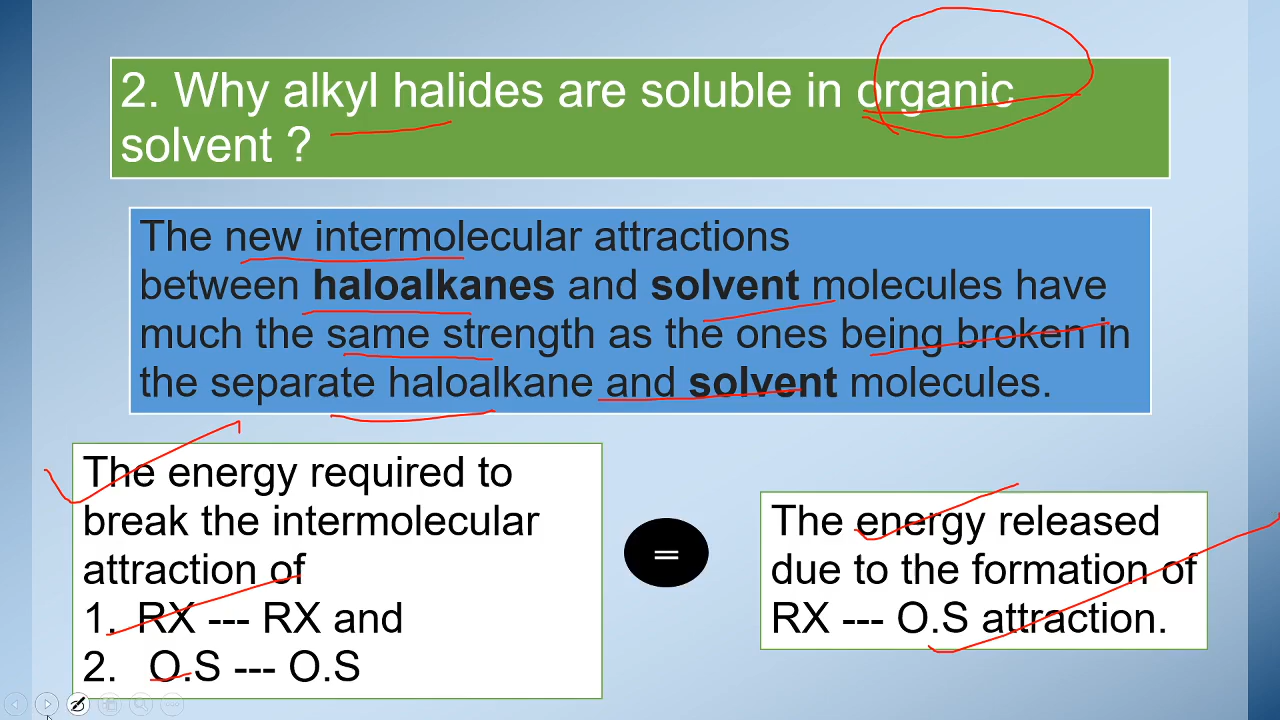 2. Why alkyl halides are soluble in organic
solvent ?
The new intermolecular attractions
between haloalkanes and solvent molecules have
much the same strength as the ones being broken in
the separate haloalkane and solvent molecules.
The energy required to
break the intermolecular
attraction of
1. RX --- RX and
2. O.S --- O.S
=
The energy released
due to the formation of
RX --- O.S attraction.